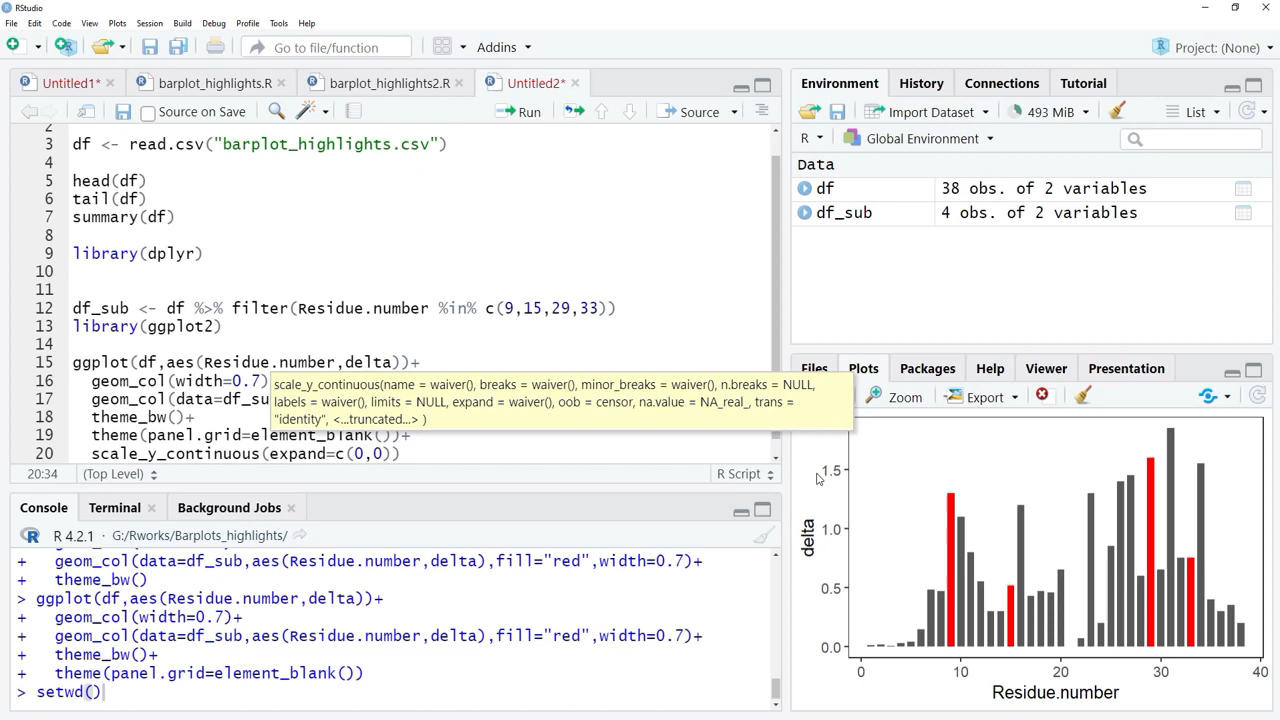 RStudio
File Edit Code View Plots Session Build Debug Profile Tools Help
Go to file/function Addins Project: (None)
Untitled1* barplot_highlights.R barplot_highlights2.R Untitled2*
Source on Save Run Source
2
3 df <- read.csv("barplot_highlights.csv")
4
5 head(df)
6 tail(df)
7 summary(df)
8
9 library(dplyr)
10
11
12 df_sub <- df %>% filter(Residue.number %in% c(9,15,29,33))
13 library(ggplot2)
14
15 ggplot(df,aes(Residue.number,delta))+
16 geom_col(width=0.7)
17 geom_col(data=df_su
18 theme_bw()+
19 theme(panel.grid=element_blank())+
20 scale_y_continuous(expand=c(0,0))
scale_y_continuous(name = waiver(), breaks = waiver(), minor_breaks = waiver(), n.breaks = NULL,
labels = waiver(), limits = NULL, expand = waiver(), oob = censor, na.value = NA_real_, trans =
"identity", <...truncated...> )
20:34 (Top Level) R Script
Console Terminal Background Jobs
R 4.2.1 · G:/Rworks/Barplots_highlights/
+ geom_col(data=df_sub,aes(Residue.number,delta),fill="red",width=0.7)+
+ theme_bw()
> ggplot(df,aes(Residue.number,delta))+
+ geom_col(width=0.7)+
+ geom_col(data=df_sub,aes(Residue.number,delta),fill="red",width=0.7)+
+ theme_bw()+
+ theme(panel.grid=element_blank())
> setwd()
Environment History Connections Tutorial
Import Dataset 493 MiB List
R Global Environment
Data
df 38 obs. of 2 variables
df_sub 4 obs. of 2 variables
Files Plots Packages Help Viewer Presentation
Zoom Export
delta
1.5
1.0
0.5
0.0
0 10 20 30 40
Residue.number